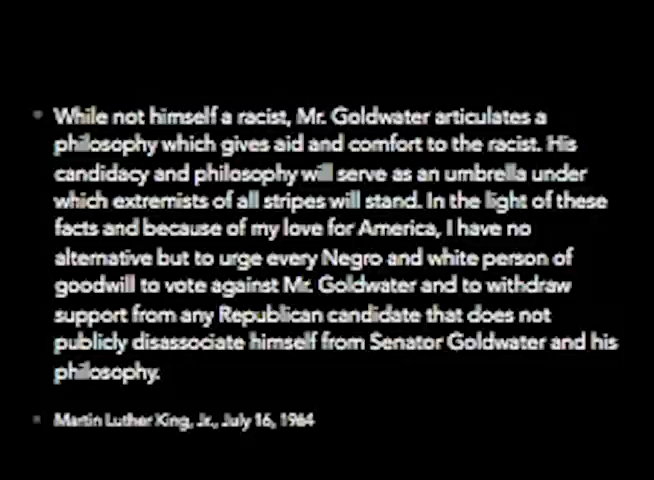 While not himself a racist, Mr. Goldwater articulates a
philosophy which gives aid and comfort to the racist. His
candidacy and philosophy will serve as an umbrella under
which extremists of all stripes will stand. In the light of these
facts and because of my love for America, I have no
alternative but to urge every Negro and white person of
goodwill to vote against Mr. Goldwater and to withdraw
support from any Republican candidate that does not
publicly disassociate himself from Senator Goldwater and his
philosophy.
Martin Luther King, Jr., July 16, 1964